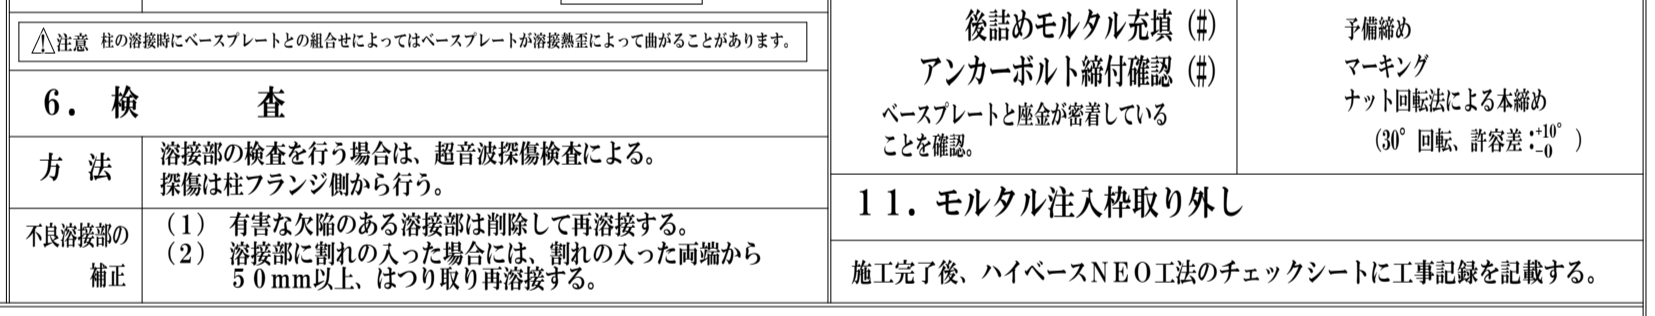 ⚠注意 柱の溶接時にベースプレートとの組合せによってはベースプレートが溶接熱歪によって曲がることがあります。
６．検　査
方　法
溶接部の検査を行う場合は、超音波探傷検査による。
探傷は柱フランジ側から行う。
不良溶接部の
補正
（１）有害な欠陥のある溶接部は削除して再溶接する。
（２）溶接部に割れの入った場合には、割れの入った両端から
５０mm以上、はつり取り再溶接する。
後詰めモルタル充填（♯）
アンカーボルト締付確認（♯）
ベースプレートと座金が密着している
ことを確認。
予備締め
マーキング
ナット回転法による本締め
（30°回転、許容差：+10° -0）
１１．モルタル注入枠取り外し
施工完了後、ハイベースＮＥＯ工法のチェックシートに工事記録を記載する。